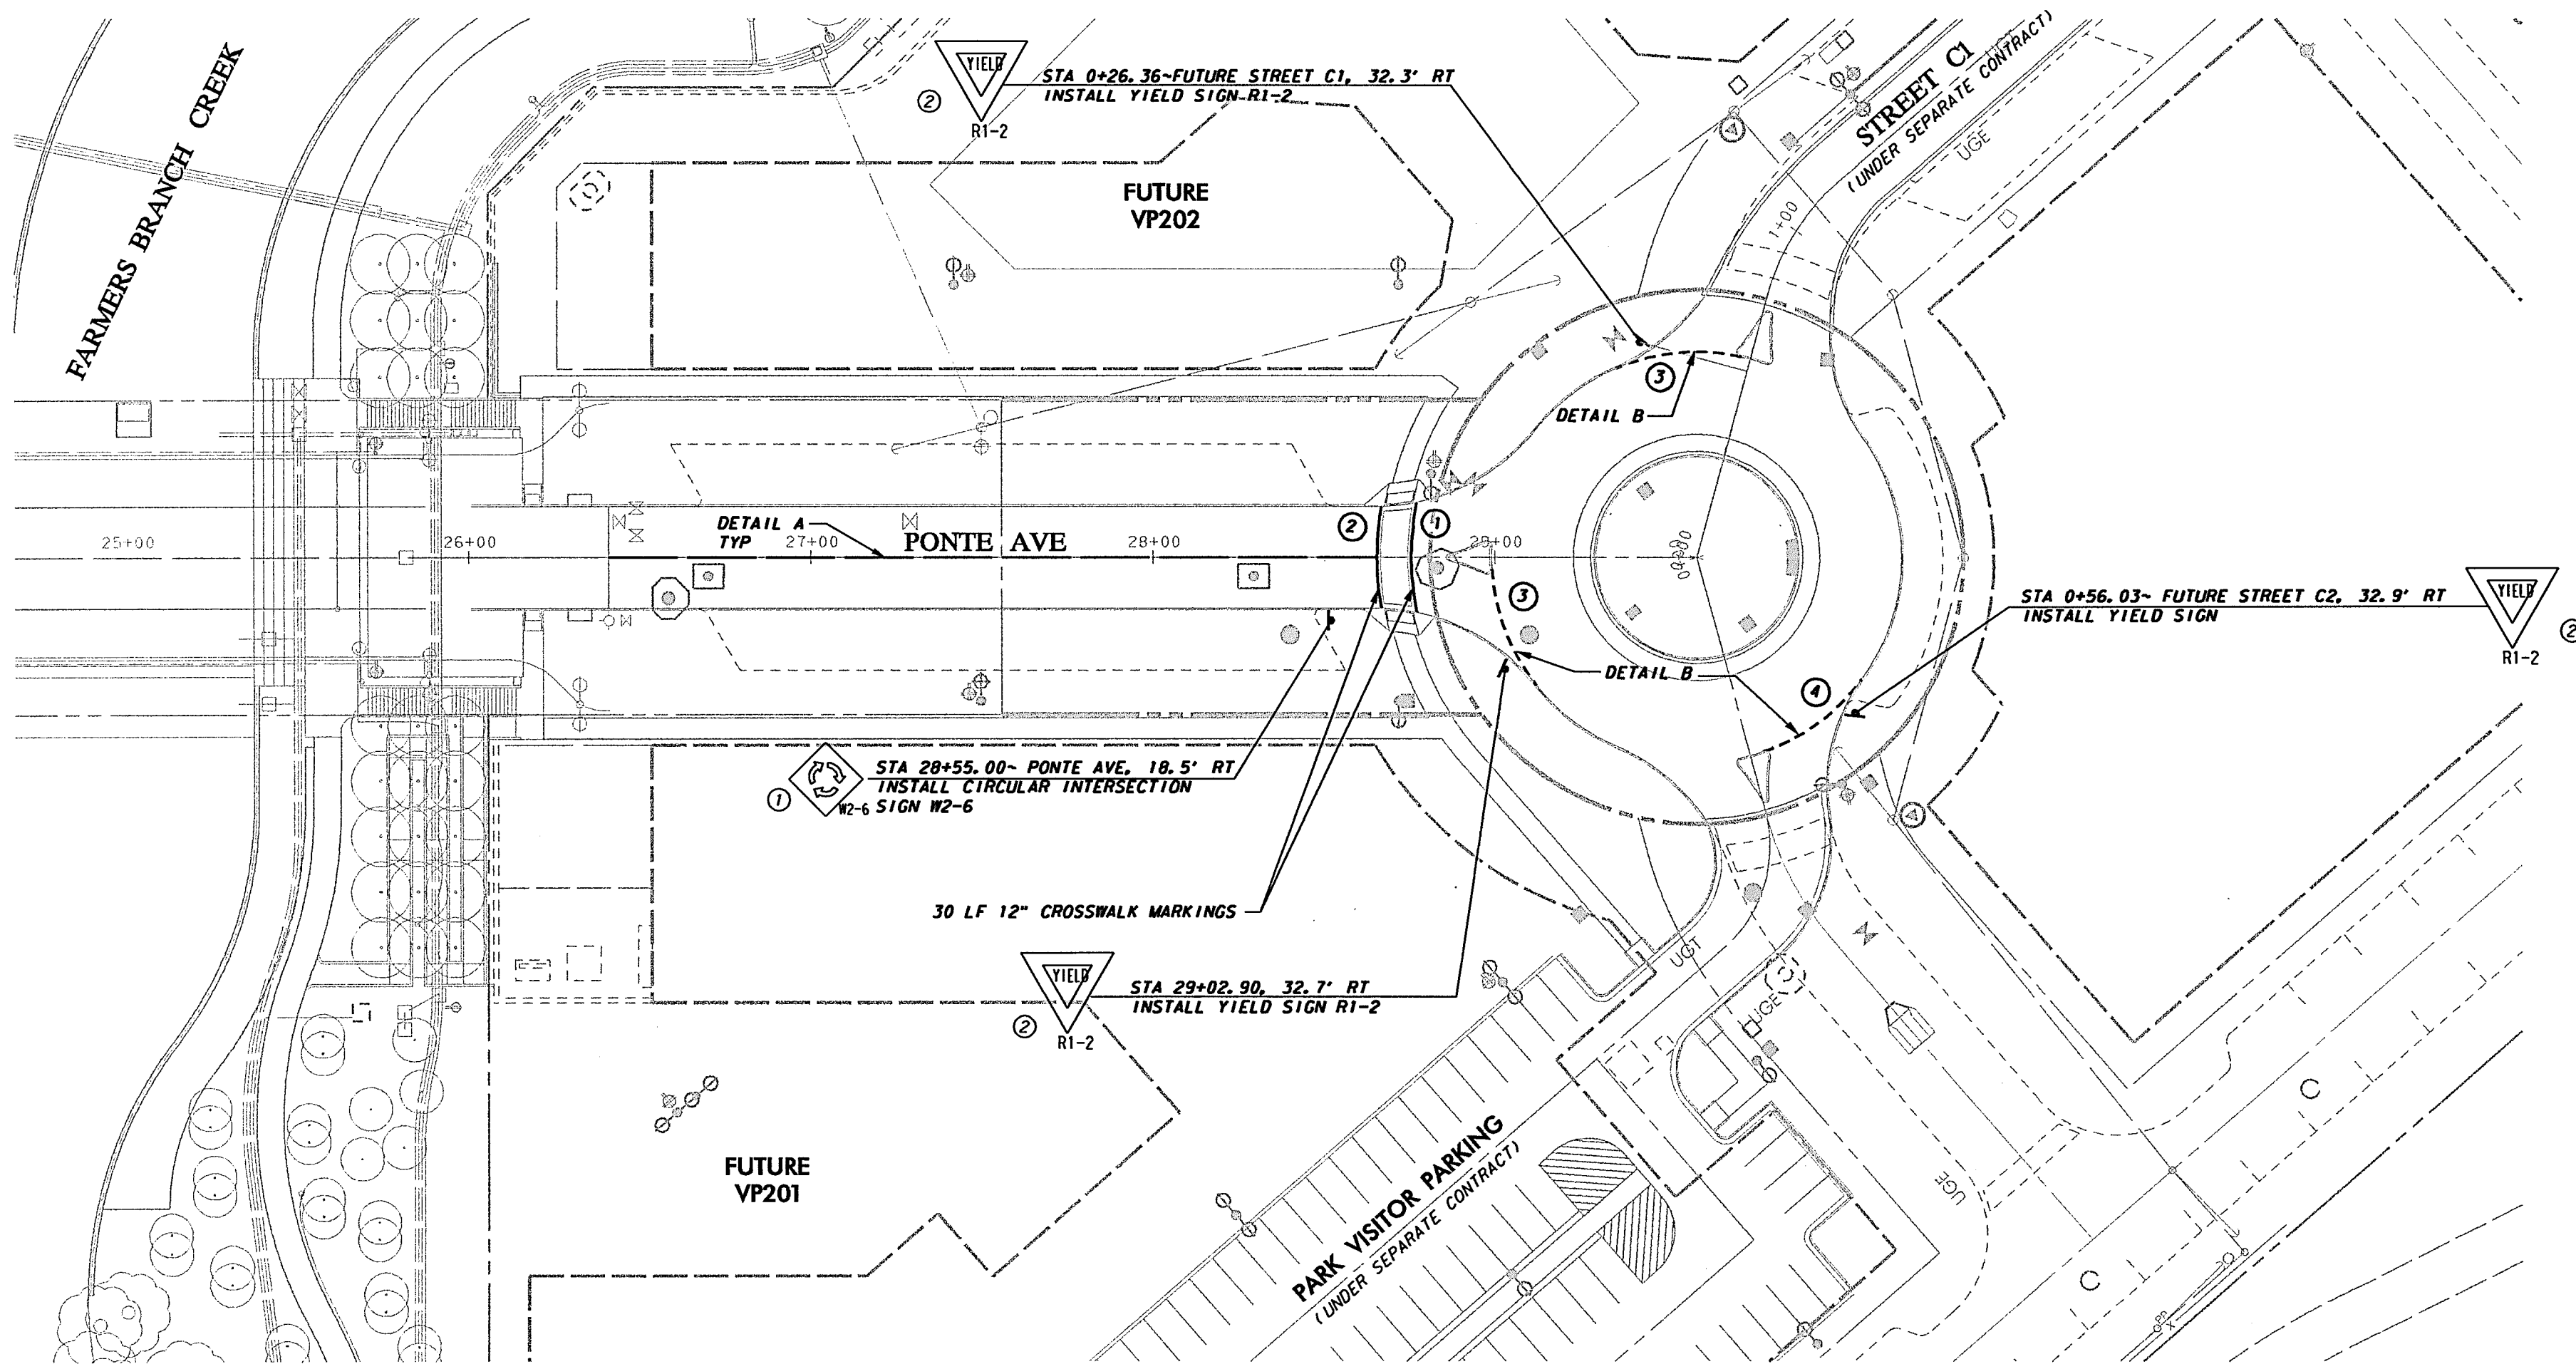 FARMERS BRANCH CREEK
YIELD
R1-2
2
STA 0+26.36~FUTURE STREET C1, 32.3' RT
INSTALL YIELD SIGN R1-2
STREET C1
(UNDER SEPARATE CONTRACT)
UGE
UGE
1+00
FUTURE
VP202
3
DETAIL B
25+00
26+00
DETAIL A
TYP
27+00
PONTE AVE
28+00
2
1
29+00
0+00
3
DETAIL B
4
STA 0+56.03~ FUTURE STREET C2, 32.9' RT
INSTALL YIELD SIGN
YIELD
R1-2
2
1
W2-6
STA 28+55.00~ PONTE AVE, 18.5' RT
INSTALL CIRCULAR INTERSECTION
SIGN W2-6
30 LF 12" CROSSWALK MARKINGS
YIELD
R1-2
2
STA 29+02.90, 32.7' RT
INSTALL YIELD SIGN R1-2
UGT
UGE
C
FUTURE
VP201
PARK VISITOR PARKING
(UNDER SEPARATE CONTRACT)
UGE
C
C
PP